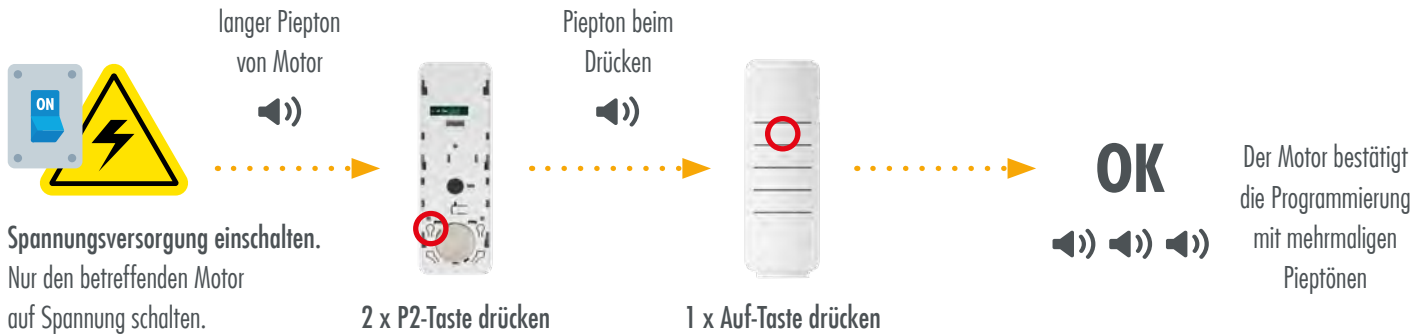 langer Piepton
von Motor
Piepton beim
Drücken
ON
OK
Der Motor bestätigt
die Programmierung
mit mehrmaligen
Pieptönen
Spannungsversorgung einschalten.
Nur den betreffenden Motor
auf Spannung schalten.
2 x P2-Taste drücken
1 x Auf-Taste drücken